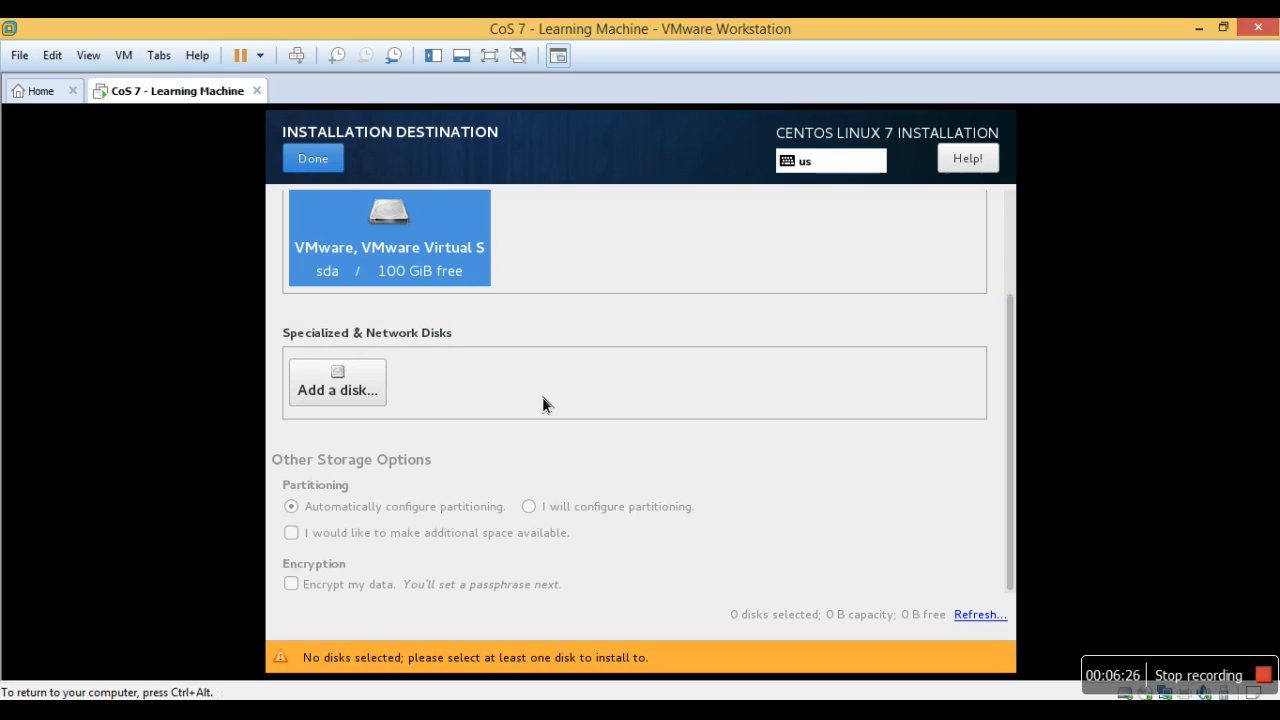 CoS 7 - Learning Machine - VMware Workstation
File Edit View VM Tabs Help
Home CoS 7 - Learning Machine
INSTALLATION DESTINATION
CENTOS LINUX 7 INSTALLATION
Done
us
Help!
VMware, VMware Virtual S
sda / 100 GiB free
Specialized & Network Disks
Add a disk...
Other Storage Options
Partitioning
Automatically configure partitioning. I will configure partitioning.
I would like to make additional space available.
Encryption
Encrypt my data. You'll set a passphrase next.
0 disks selected; 0 B capacity; 0 B free Refresh...
No disks selected; please select at least one disk to install to.
00:06:26 Stop recording
To return to your computer, press Ctrl+Alt.